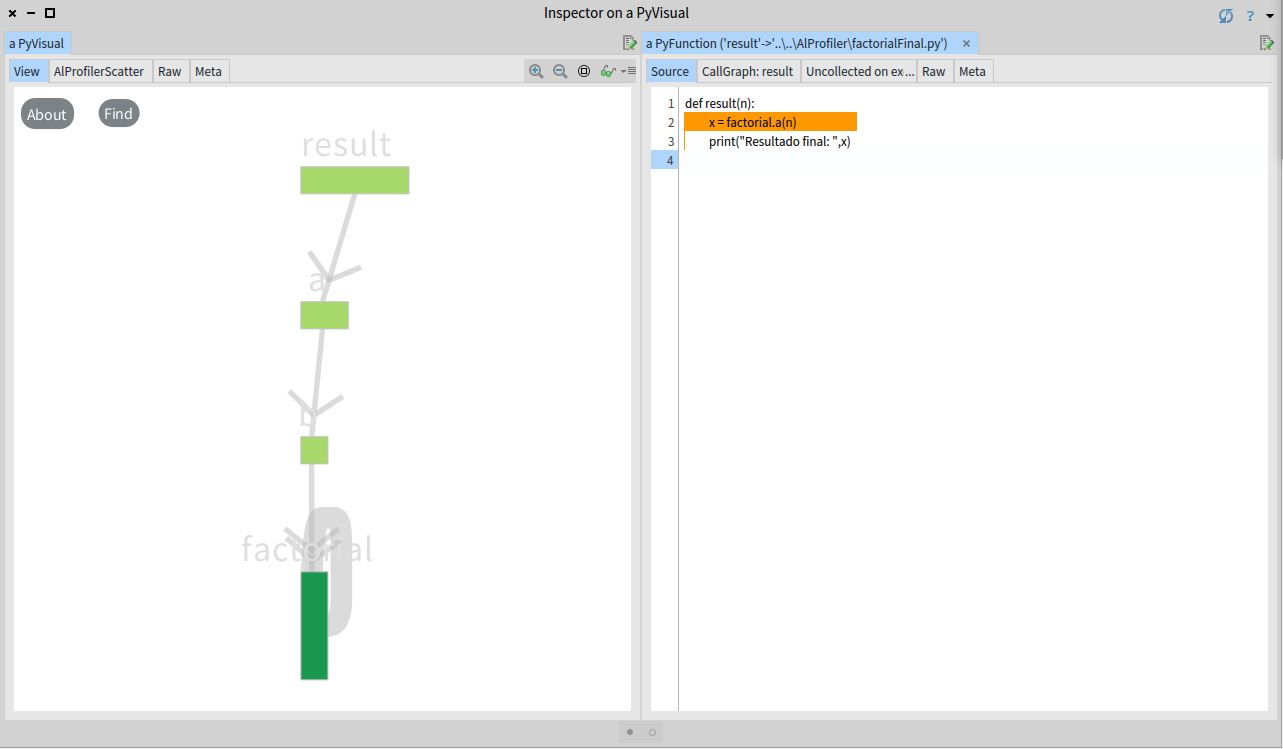 Inspector on a PyVisual
?
a PyVisual
View
AlProfilerScatter
Raw
Meta
About
Find
result
a
b
factorial
a PyFunction ('result'->'..\..\AlProfiler\factorialFinal.py')
Source
CallGraph: result
Uncollected on ex ...
Raw
Meta
1 def result(n):
2 x = factorial.a(n)
3 print("Resultado final: ",x)
4